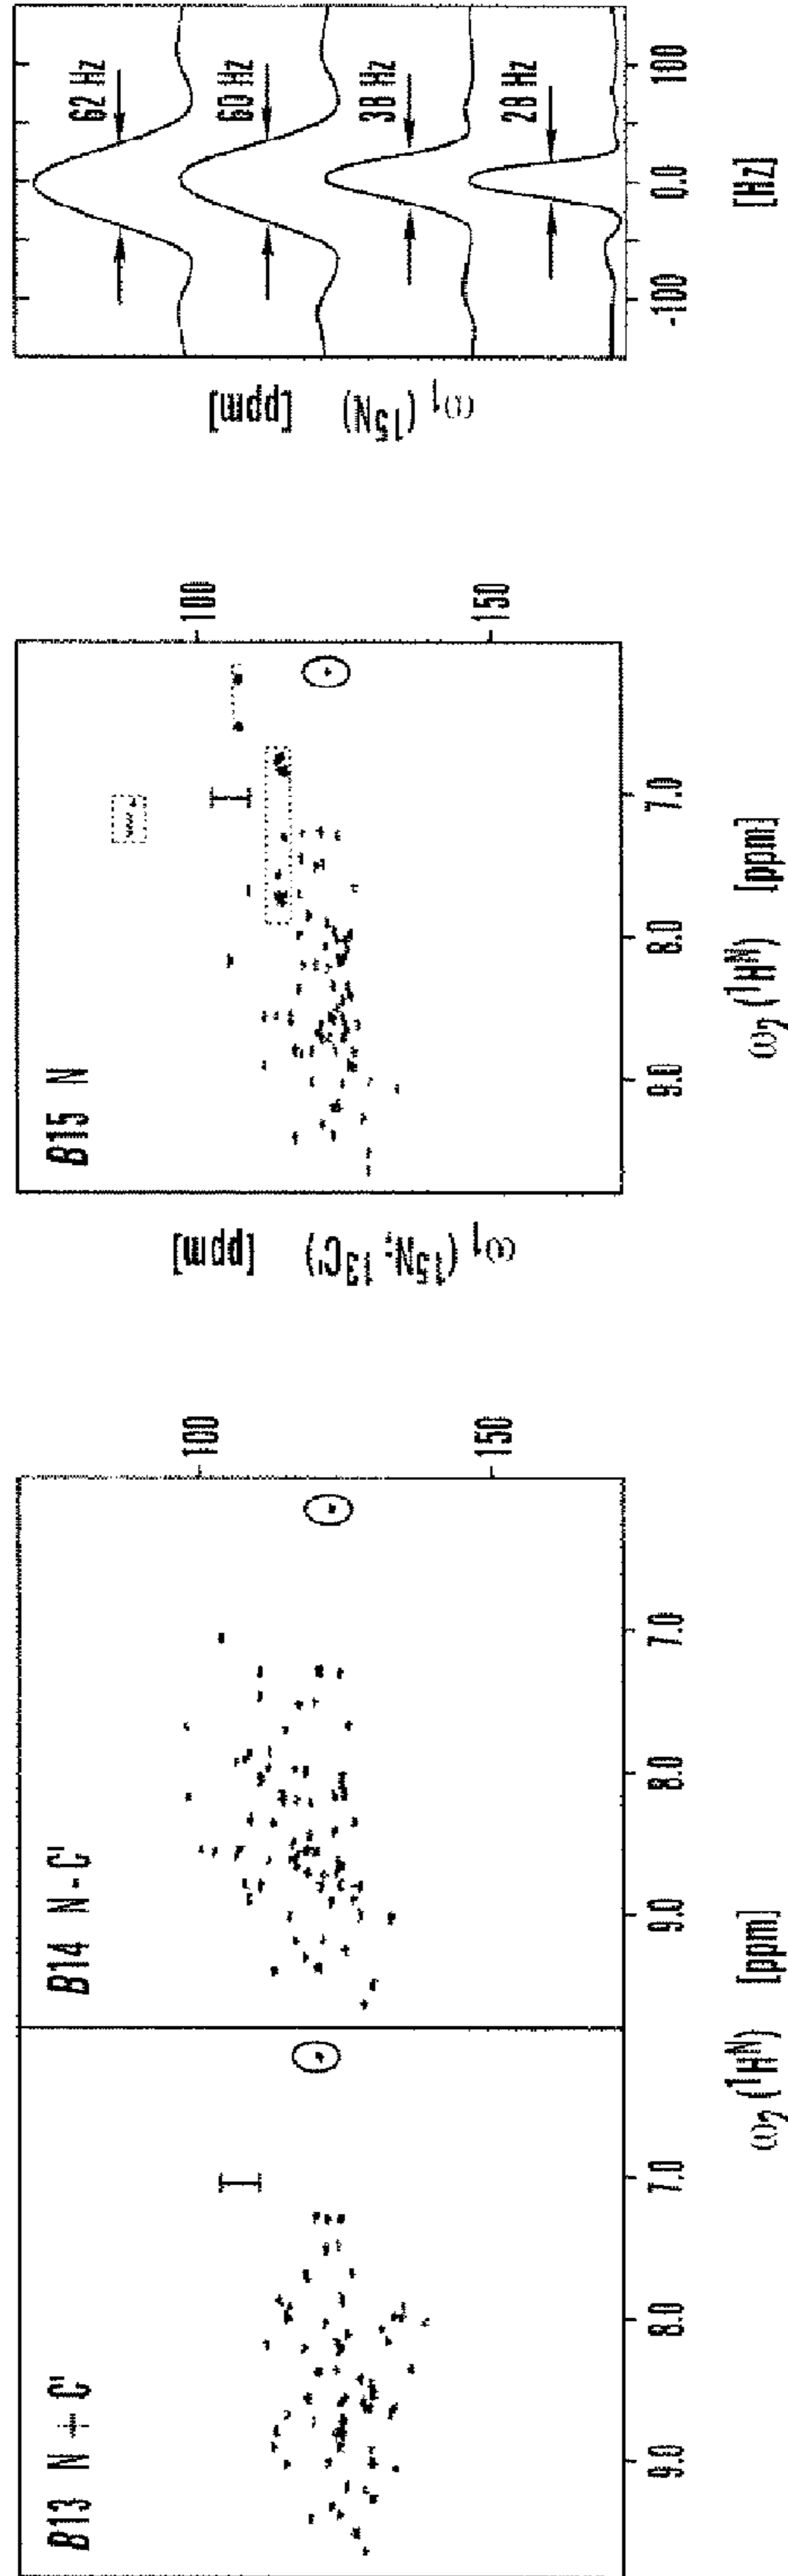 B13 N + C'
B14 N - C'
100
150
9.0 8.0 7.0
9.0 8.0 7.0
ω2 (1HN) [ppm]
ω1 (15N; 13C') [ppm]
B15 N
100
150
9.0 8.0 7.0
ω2 (1HN) [ppm]
ω1 (15N) [ppm]
62 Hz
60 Hz
38 Hz
28 Hz
-100 0.0 100
[Hz]